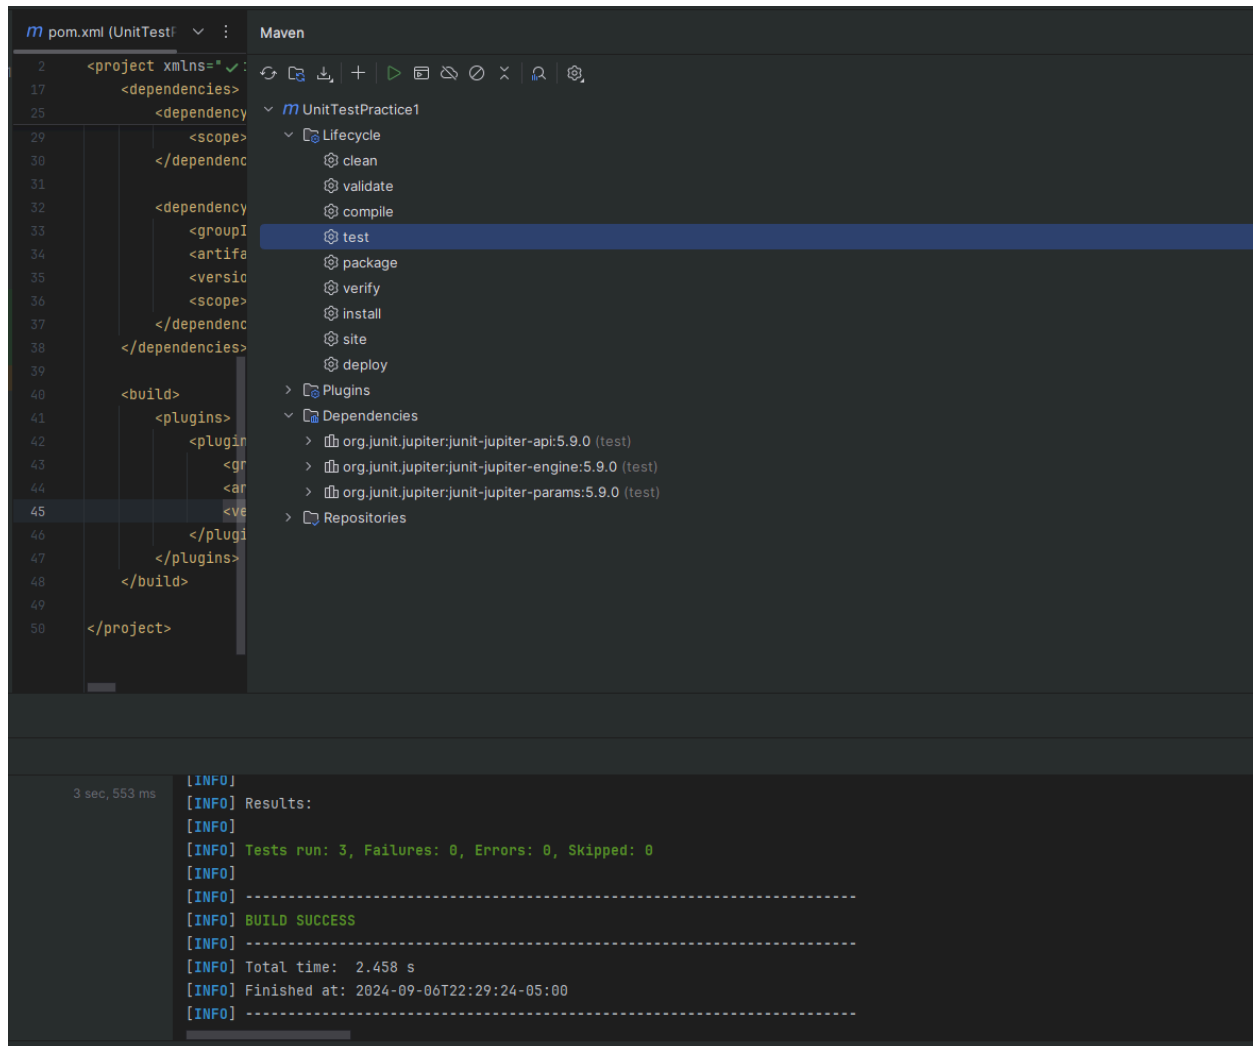 m pom.xml (UnitTest
Maven
2 <project xmlns="
17 <dependencies>
25 <dependency
29 <scope>
30 </dependenc
31
32 <dependency
33 <groupI
34 <artifa
35 <versio
36 <scope>
37 </dependenc
38 </dependencies>
39
40 <build>
41 <plugins>
42 <plugin
43 <gr
44 <ar
45 <ve
46 </plugi
47 </plugins>
48 </build>
49
50 </project>
m UnitTestPractice1
Lifecycle
clean
validate
compile
test
package
verify
install
site
deploy
Plugins
Dependencies
org.junit.jupiter:junit-jupiter-api:5.9.0 (test)
org.junit.jupiter:junit-jupiter-engine:5.9.0 (test)
org.junit.jupiter:junit-jupiter-params:5.9.0 (test)
Repositories
3 sec, 553 ms
[INFO]
[INFO] Results:
[INFO]
[INFO] Tests run: 3, Failures: 0, Errors: 0, Skipped: 0
[INFO]
[INFO] ------------------------------------------------------------------------
[INFO] BUILD SUCCESS
[INFO] ------------------------------------------------------------------------
[INFO] Total time:  2.458 s
[INFO] Finished at: 2024-09-06T22:29:24-05:00
[INFO] ------------------------------------------------------------------------